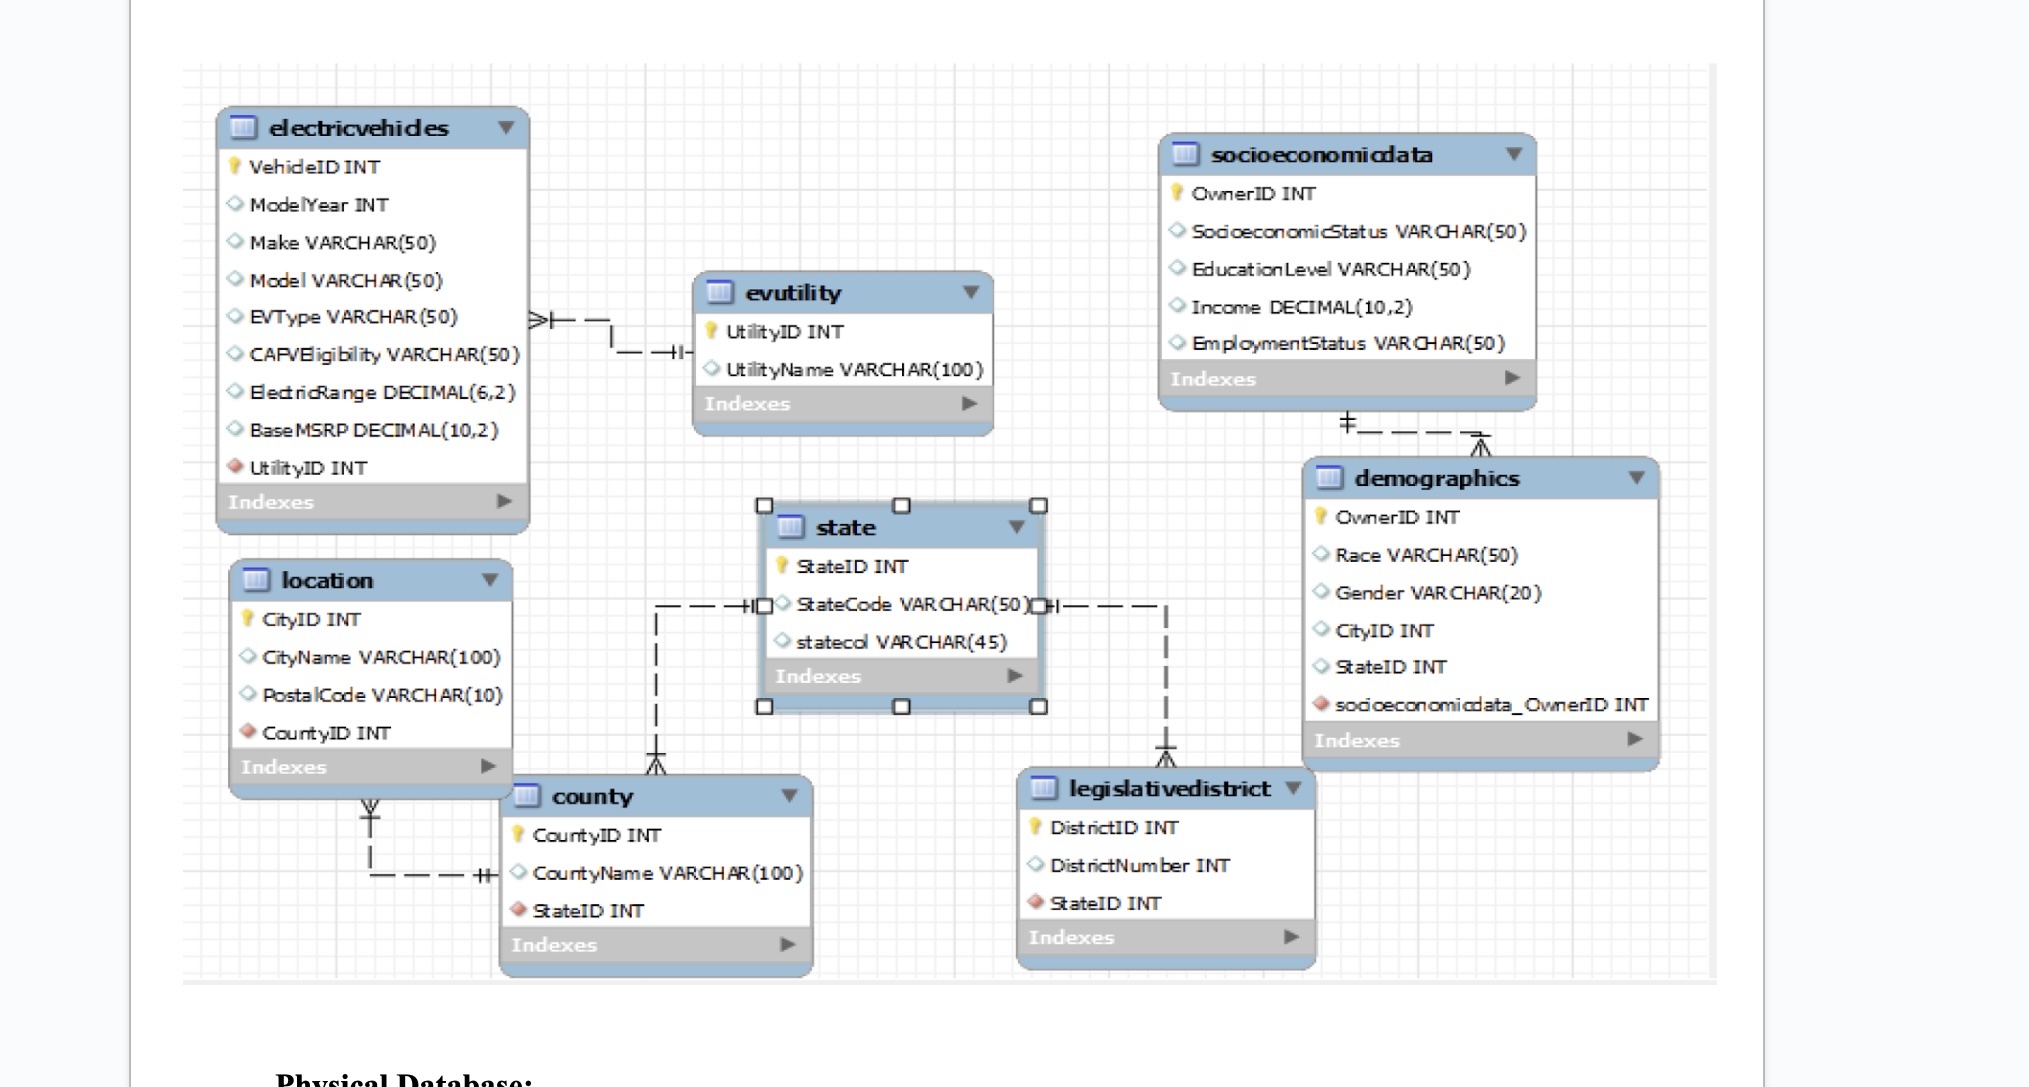 electricvehicles
VehicleID INT
ModelYear INT
Make VARCHAR(50)
Model VARCHAR(50)
EVType VARCHAR(50)
CAFVEligibility VARCHAR(50)
ElectricRange DECIMAL(6,2)
BaseMSRP DECIMAL(10,2)
UtilityID INT
Indexes
evutility
UtilityID INT
UtilityName VARCHAR(100)
Indexes
socioeconomicdata
OwnerID INT
SocioeconomicStatus VARCHAR(50)
EducationLevel VARCHAR(50)
Income DECIMAL(10,2)
EmploymentStatus VARCHAR(50)
Indexes
demographics
OwnerID INT
Race VARCHAR(50)
Gender VARCHAR(20)
CityID INT
StateID INT
socioeconomicdata_OwnerID INT
Indexes
state
StateID INT
StateCode VARCHAR(50)
statecol VARCHAR(45)
Indexes
location
CityID INT
CityName VARCHAR(100)
PostalCode VARCHAR(10)
CountyID INT
Indexes
county
CountyID INT
CountyName VARCHAR(100)
StateID INT
Indexes
legislativedistrict
DistrictID INT
DistrictNumber INT
StateID INT
Indexes
Physical Database: